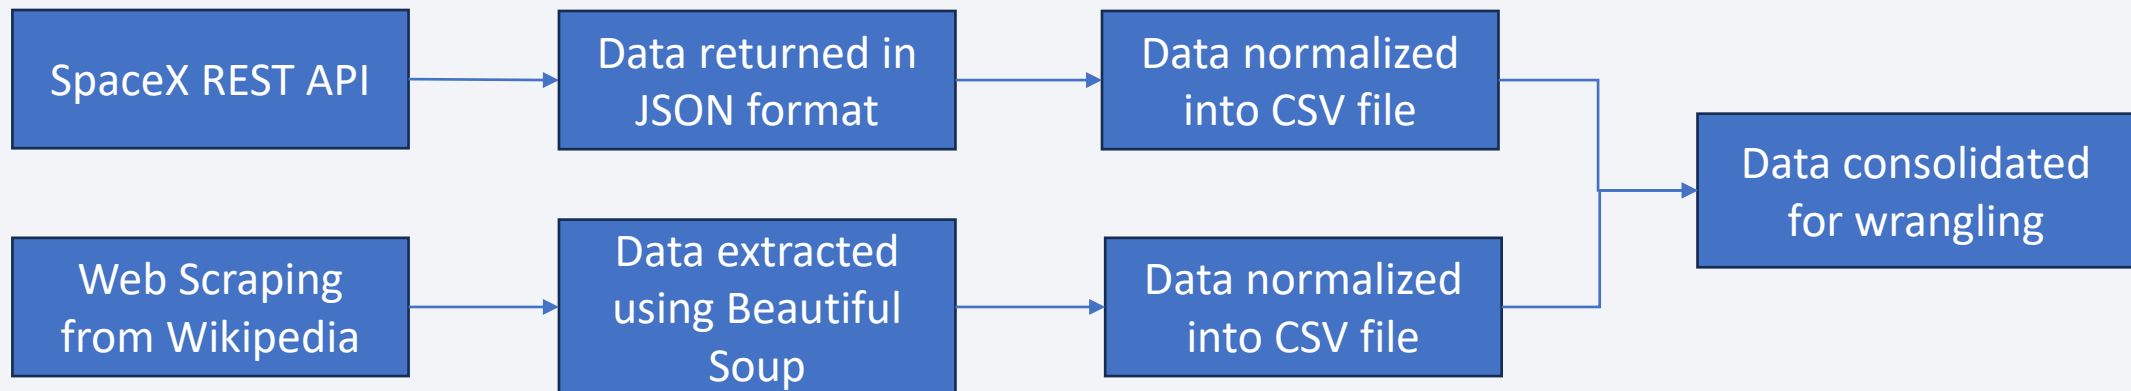 SpaceX REST API
Data returned in
JSON format
Data normalized
into CSV file
Web Scraping
from Wikipedia
Data extracted
using Beautiful
Soup
Data normalized
into CSV file
Data consolidated
for wrangling